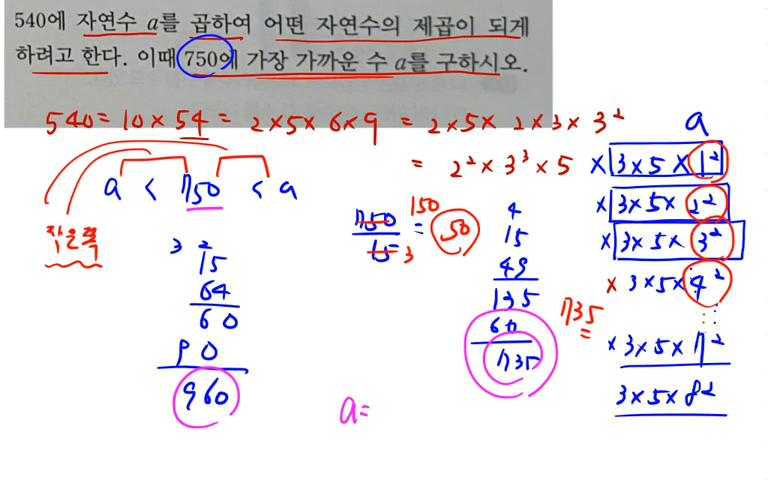 540에 자연수 a를 곱하여 어떤 자연수의 제곱이 되게
하려고 한다. 이때 750에 가장 가까운 수 a를 구하시오.
540 = 10 × 54 = 2×5×6×9 = 2×5×2×3×3²
= 2²×3³×5
a
×3×5×1²
×3×5×2²
×3×5×3²
×3×5×4²
⋮
×3×5×7²
3×5×8²
a < 750 < a
작은쪽
750/15 = 150/3
50
3 2
15
64
60
90
960
4
15
49
135
60
735
735
=
a=